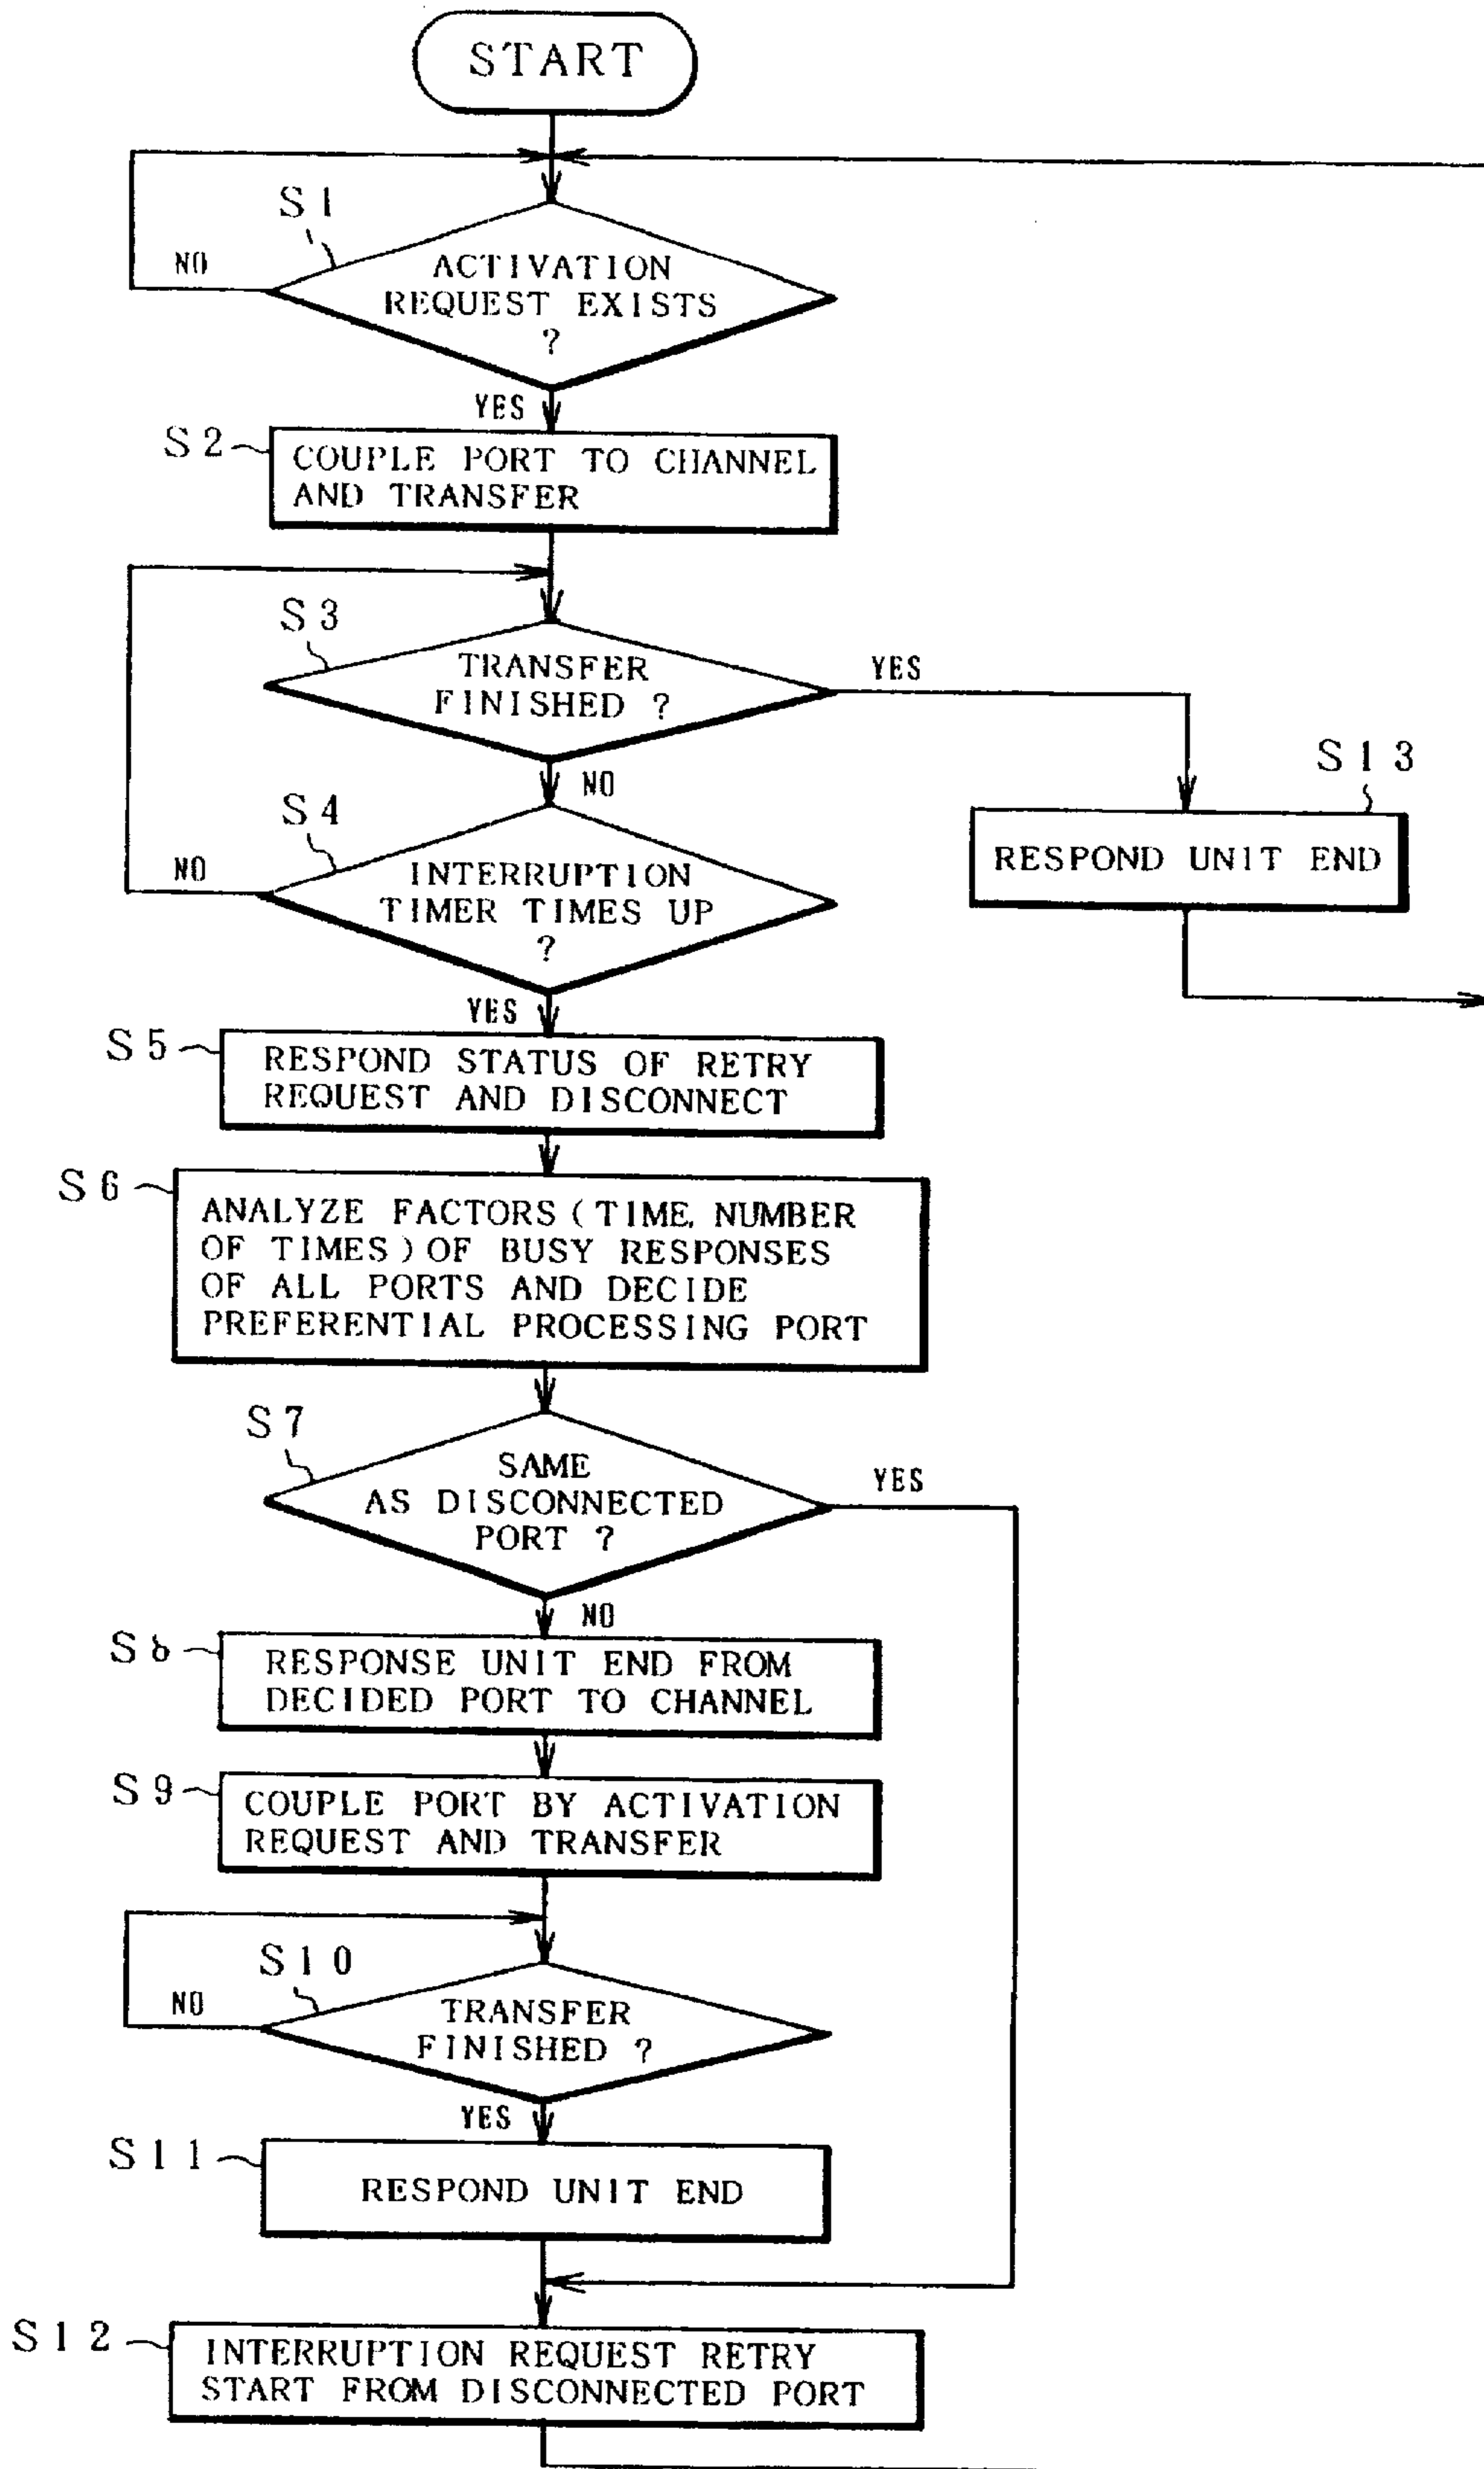 START
S1
NO
ACTIVATION
REQUEST EXISTS
?
YES
S2
COUPLE PORT TO CHANNEL
AND TRANSFER
S3
TRANSFER
FINISHED ?
YES
NO
S13
RESPOND UNIT END
S4
NO
INTERRUPTION
TIMER TIMES UP
?
YES
S5
RESPOND STATUS OF RETRY
REQUEST AND DISCONNECT
S6
ANALYZE FACTORS (TIME, NUMBER
OF TIMES) OF BUSY RESPONSES
OF ALL PORTS AND DECIDE
PREFERENTIAL PROCESSING PORT
S7
SAME
AS DISCONNECTED
PORT ?
YES
NO
S8
RESPONSE UNIT END FROM
DECIDED PORT TO CHANNEL
S9
COUPLE PORT BY ACTIVATION
REQUEST AND TRANSFER
S10
NO
TRANSFER
FINISHED ?
YES
S11
RESPOND UNIT END
S12
INTERRUPTION REQUEST RETRY
START FROM DISCONNECTED PORT